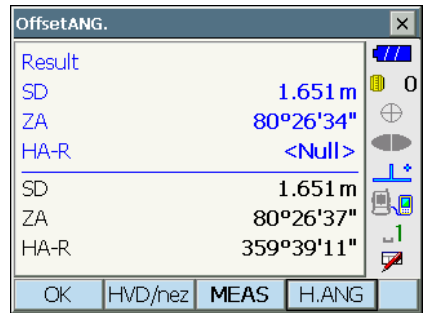 OffsetANG.
Result
SD 1.651 m
ZA 80°26'34"
HA-R <Null>
SD 1.651 m
ZA 80°26'37"
HA-R 359°39'11"
0
1
OK HVD/nez MEAS H.ANG